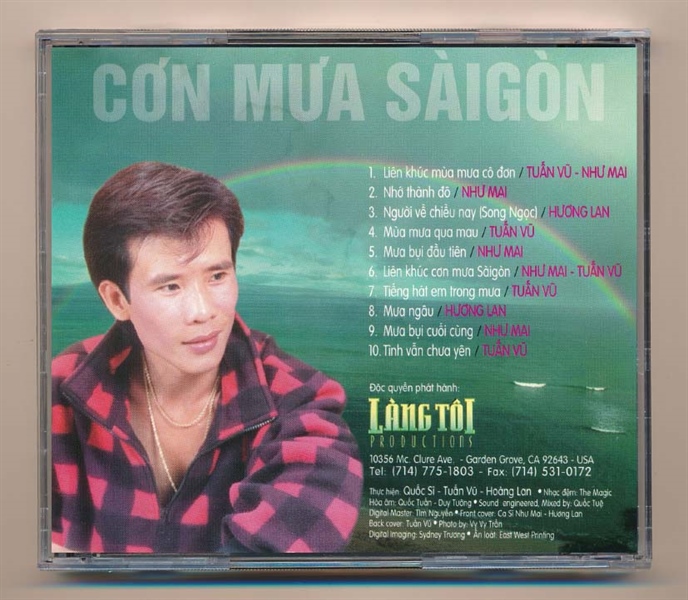 CƠN MƯA SÀIGÒN
1. Liên khúc mùa mưa cô đơn / TUẤN VŨ - NHƯ MAI
2. Nhớ thành đô / NHƯ MAI
3. Người về chiều nay (Song Ngọc) / HƯƠNG LAN
4. Mùa mưa qua mau / TUẤN VŨ
5. Mưa bụi đầu tiên / NHƯ MAI
6. Liên khúc cơn mưa Sàigòn / NHƯ MAI - TUẤN VŨ
7. Tiếng hát em trong mưa / TUẤN VŨ
8. Mưa ngâu / HƯƠNG LAN
9. Mưa bụi cuối cùng / NHƯ MAI
10. Tình vẫn chưa yên / TUẤN VŨ
Độc quyền phát hành:
LÀNG TÔI
PRODUCTIONS
10356 Mc. Clure Ave. - Garden Grove, CA 92643 - USA
Tel: (714) 775-1803 - Fax: (714) 531-0172
Thực hiện: Quốc Sĩ - Tuấn Vũ - Hoàng Lan • Nhạc đệm: The Magic
Hòa âm: Quốc Tuấn - Duy Tường • Sound engineered, Mixed by: Quốc Tuệ
Digital Master: Tim Nguyễn • Front cover: Ca Sĩ Như Mai - Hương Lan
Back cover: Tuấn Vũ • Photo by: Vy Vy Trần
Digital imaging: Sydney Trương • Ấn loát: East West Printing